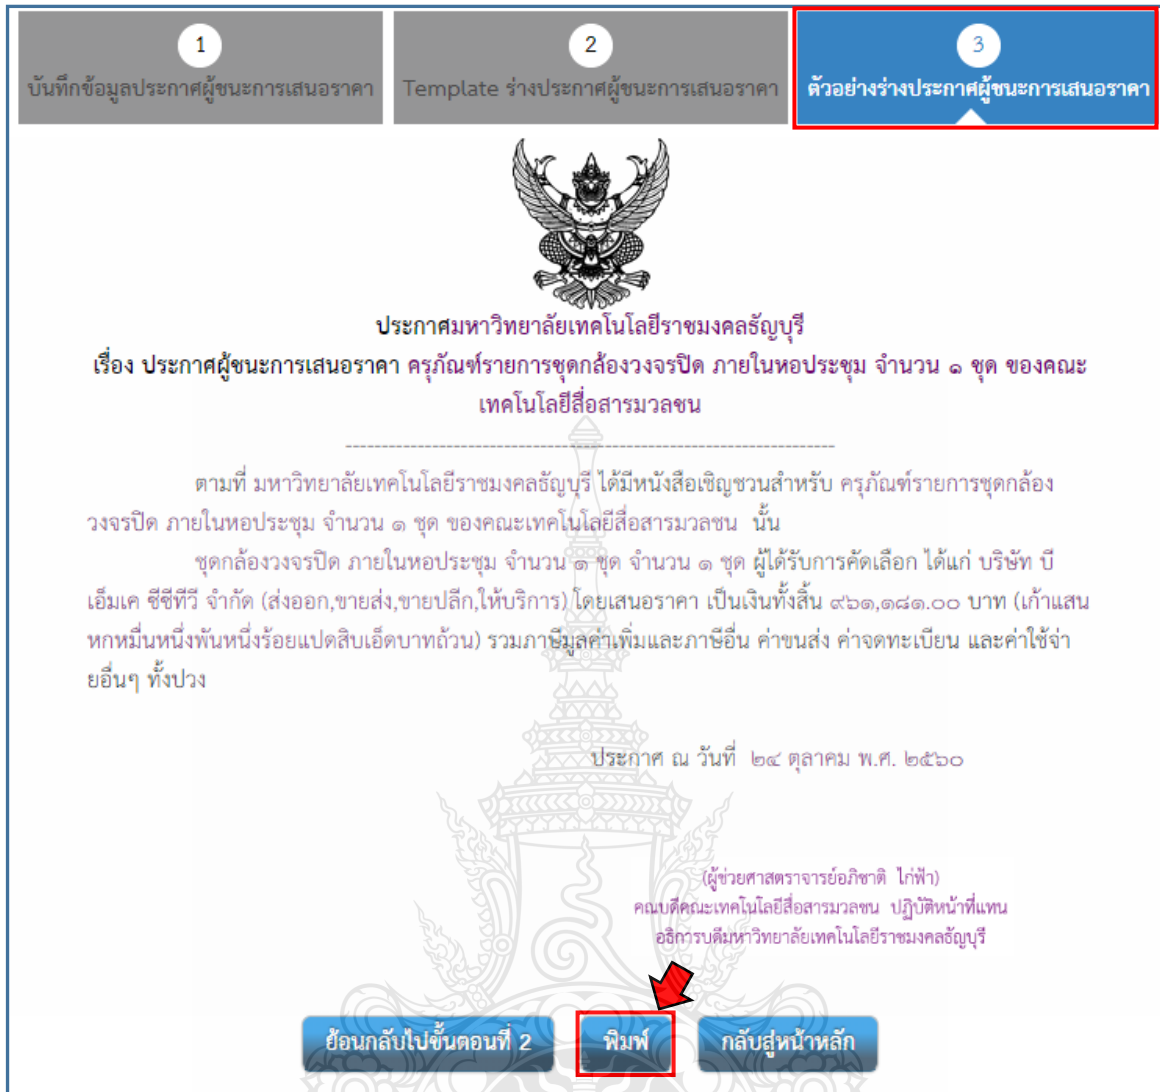 1
บันทึกข้อมูลประกาศผู้ชนะการเสนอราคา
2
Template ร่างประกาศผู้ชนะการเสนอราคา
3
ตัวอย่างร่างประกาศผู้ชนะการเสนอราคา
ประกาศมหาวิทยาลัยเทคโนโลยีราชมงคลธัญบุรี
เรื่อง ประกาศผู้ชนะการเสนอราคา ครุภัณฑ์รายการชุดกล้องวงจรปิด ภายในหอประชุม จำนวน ๑ ชุด ของคณะ
เทคโนโลยีสื่อสารมวลชน
--------------------------------------------------------------------
ตามที่ มหาวิทยาลัยเทคโนโลยีราชมงคลธัญบุรี ได้มีหนังสือเชิญชวนสำหรับ ครุภัณฑ์รายการชุดกล้อง
วงจรปิด ภายในหอประชุม จำนวน ๑ ชุด ของคณะเทคโนโลยีสื่อสารมวลชน นั้น
ชุดกล้องวงจรปิด ภายในหอประชุม จำนวน ๑ ชุด จำนวน ๑ ชุด ผู้ได้รับการคัดเลือก ได้แก่ บริษัท บี
เอ็มเค ซีซีทีวี จำกัด (ส่งออก,ขายส่ง,ขายปลีก,ให้บริการ) โดยเสนอราคา เป็นเงินทั้งสิ้น ๙๖๑,๑๘๑.๐๐ บาท (เก้าแสน
หกหมื่นหนึ่งพันหนึ่งร้อยแปดสิบเอ็ดบาทถ้วน) รวมภาษีมูลค่าเพิ่มและภาษีอื่น ค่าขนส่ง ค่าจดทะเบียน และค่าใช้จ่า
ยอื่นๆ ทั้งปวง
ประกาศ ณ วันที่ ๒๔ ตุลาคม พ.ศ. ๒๕๖๐
(ผู้ช่วยศาสตราจารย์อภิชาติ ไก่ฟ้า)
คณบดีคณะเทคโนโลยีสื่อสารมวลชน ปฏิบัติหน้าที่แทน
อธิการบดีมหาวิทยาลัยเทคโนโลยีราชมงคลธัญบุรี
ย้อนกลับไปขั้นตอนที่ 2
พิมพ์
กลับสู่หน้าหลัก